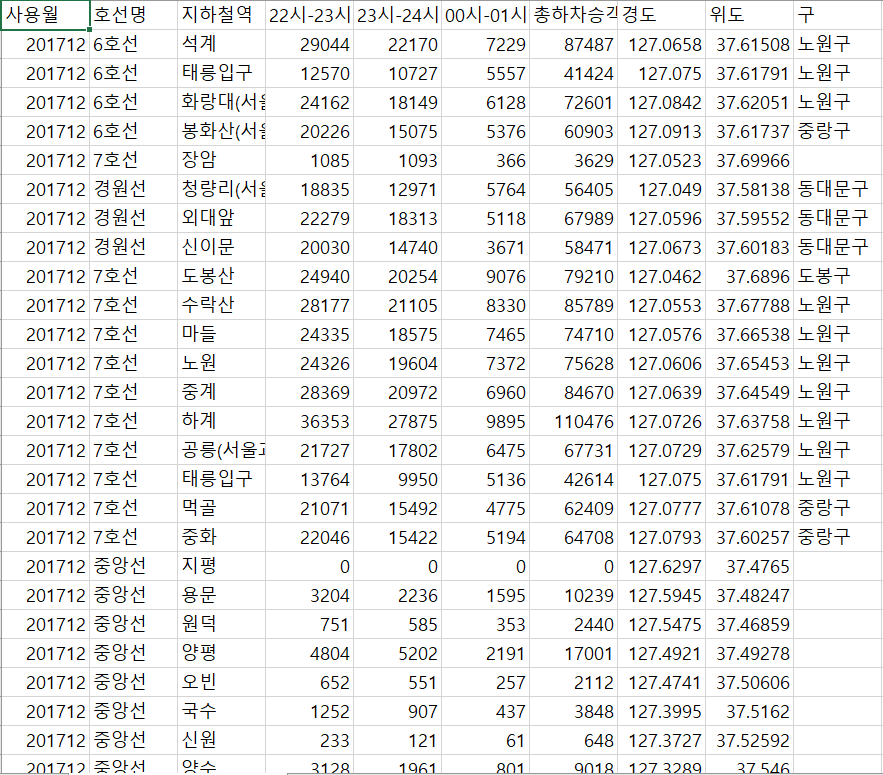 사용월 호선명 지하철역 22시-23시 23시-24시 00시-01시 총하차승객 경도 위도 구
201712 6호선 석계 29044 22170 7229 87487 127.0658 37.61508 노원구
201712 6호선 태릉입구 12570 10727 5557 41424 127.075 37.61791 노원구
201712 6호선 화랑대(서울 24162 18149 6128 72601 127.0842 37.62051 노원구
201712 6호선 봉화산(서울 20226 15075 5376 60903 127.0913 37.61737 중랑구
201712 7호선 장암 1085 1093 366 3629 127.0523 37.69966
201712 경원선 청량리(서울 18835 12971 5764 56405 127.049 37.58138 동대문구
201712 경원선 외대앞 22279 18313 5118 67989 127.0596 37.59552 동대문구
201712 경원선 신이문 20030 14740 3671 58471 127.0673 37.60183 동대문구
201712 7호선 도봉산 24940 20254 9076 79210 127.0462 37.6896 도봉구
201712 7호선 수락산 28177 21105 8330 85789 127.0553 37.67788 노원구
201712 7호선 마들 24335 18575 7465 74710 127.0576 37.66538 노원구
201712 7호선 노원 24326 19604 7372 75628 127.0606 37.65453 노원구
201712 7호선 중계 28369 20972 6960 84670 127.0639 37.64549 노원구
201712 7호선 하계 36353 27875 9895 110476 127.0726 37.63758 노원구
201712 7호선 공릉(서울과 21727 17802 6475 67731 127.0729 37.62579 노원구
201712 7호선 태릉입구 13764 9950 5136 42614 127.075 37.61791 노원구
201712 7호선 먹골 21071 15492 4775 62409 127.0777 37.61078 중랑구
201712 7호선 중화 22046 15422 5194 64708 127.0793 37.60257 중랑구
201712 중앙선 지평 0 0 0 0 127.6297 37.4765
201712 중앙선 용문 3204 2236 1595 10239 127.5945 37.48247
201712 중앙선 원덕 751 585 353 2440 127.5475 37.46859
201712 중앙선 양평 4804 5202 2191 17001 127.4921 37.49278
201712 중앙선 오빈 652 551 257 2112 127.4741 37.50606
201712 중앙선 국수 1252 907 437 3848 127.3995 37.5162
201712 중앙선 신원 233 121 61 648 127.3727 37.52592
201712 중앙선 양수 3128 1961 801 9018 127.3289 37.546